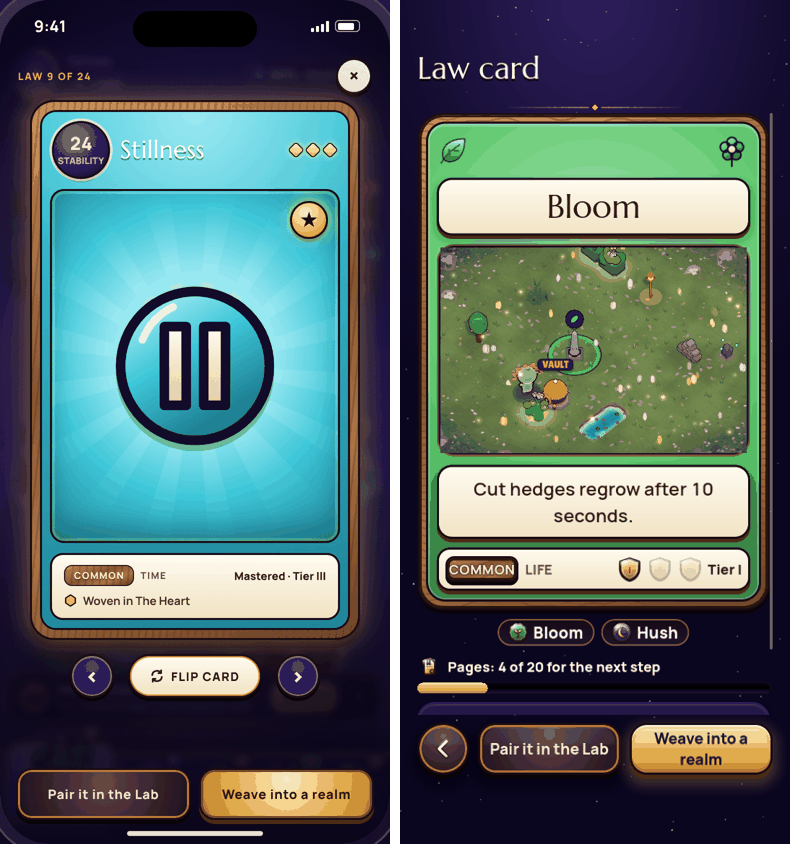 9:41
LAW 9 OF 24
24
STABILITY
Stillness
COMMON TIME Mastered · Tier III
Woven in The Heart
FLIP CARD
Pair it in the Lab
Weave into a realm
Law card
Bloom
VAULT
Cut hedges regrow after 10
seconds.
COMMON LIFE Tier I
Bloom Hush
Pages: 4 of 20 for the next step
Pair it in the Lab
Weave into a
realm